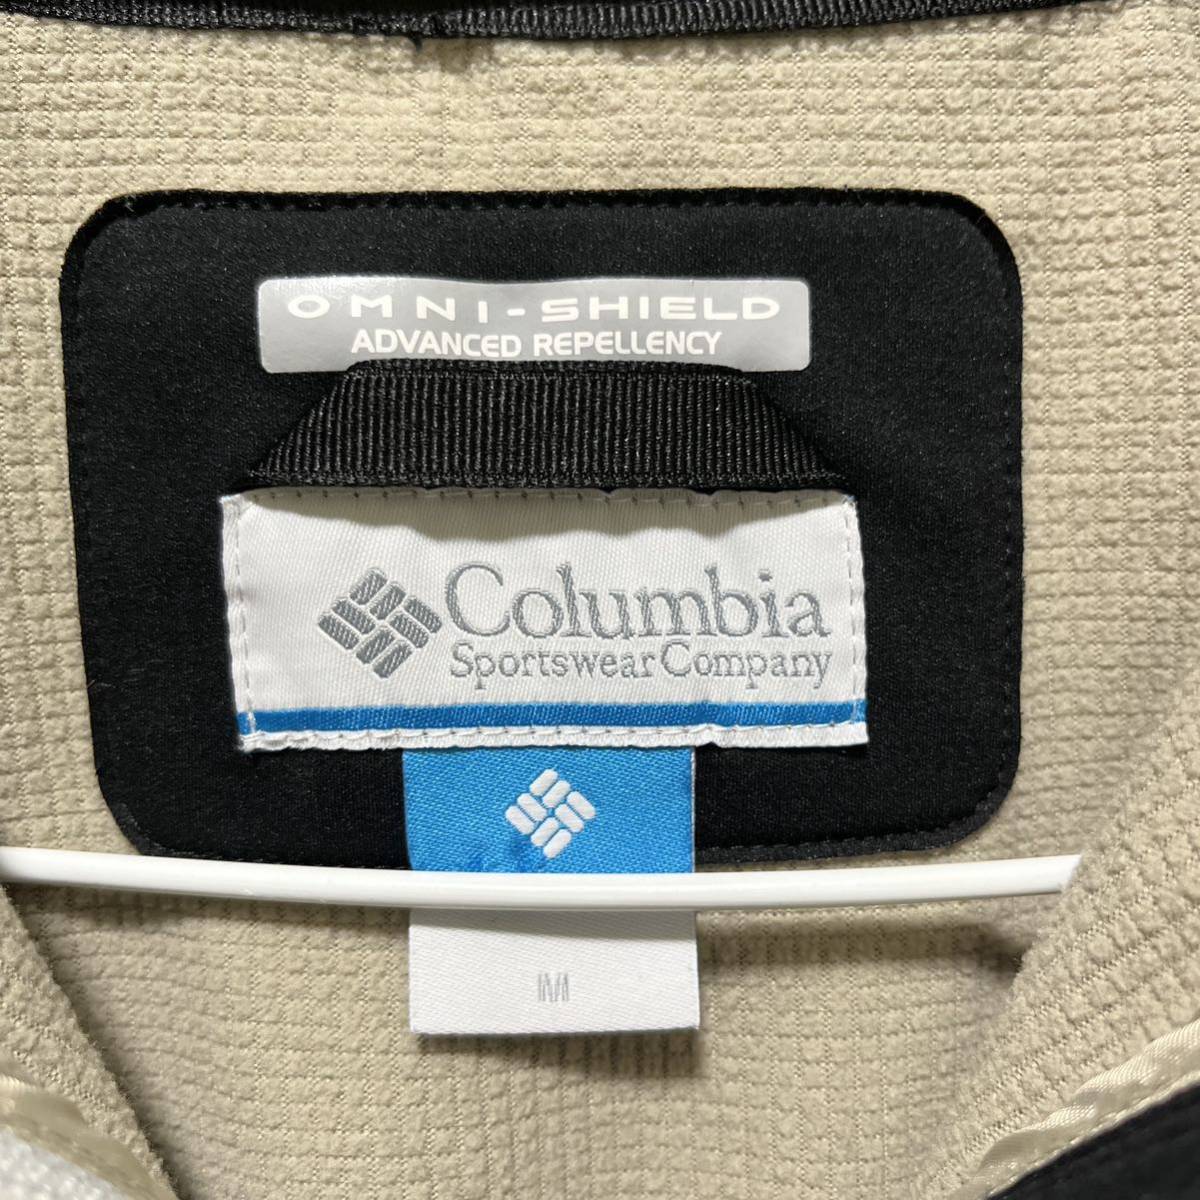 OMNI-SHIELD
ADVANCED REPELLENCY
Columbia
Sportswear Company
M